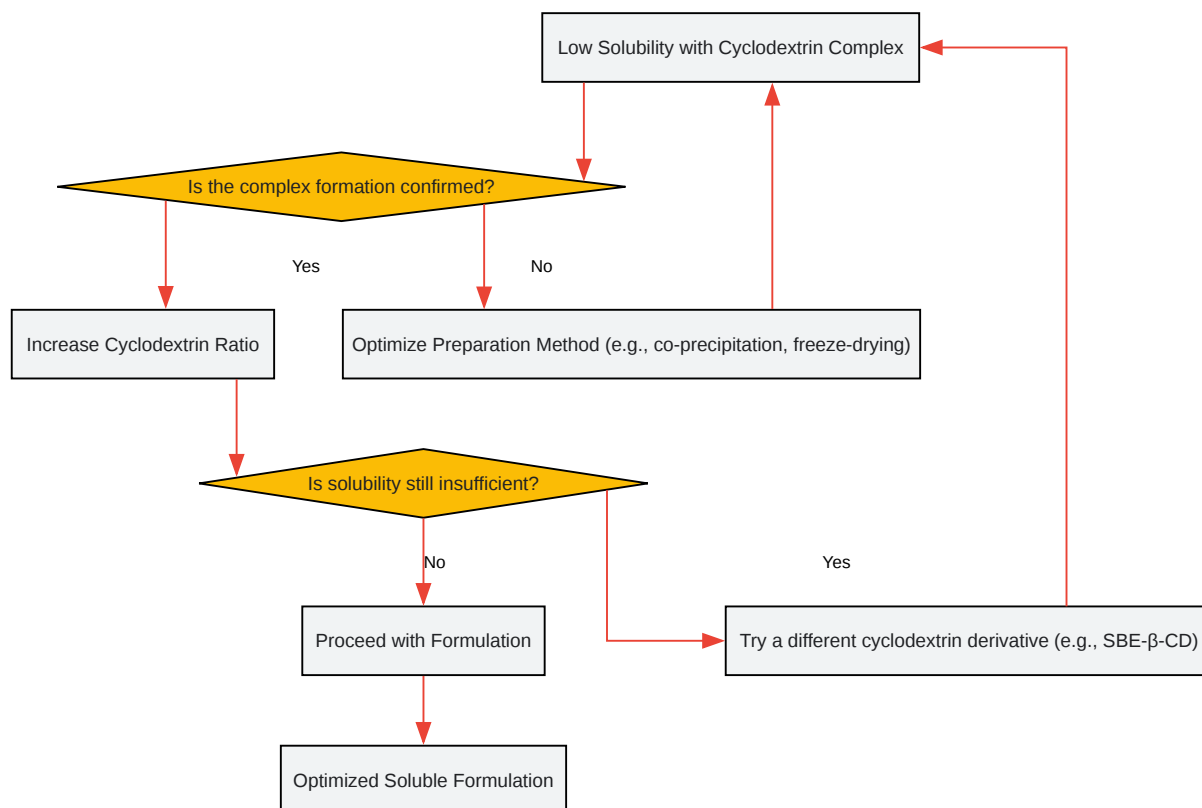 Low Solubility with Cyclodextrin Complex
Is the complex formation confirmed?
Yes
No
Increase Cyclodextrin Ratio
Optimize Preparation Method (e.g., co-precipitation, freeze-drying)
Is solubility still insufficient?
No
Yes
Proceed with Formulation
Try a different cyclodextrin derivative (e.g., SBE-β-CD)
Optimized Soluble Formulation